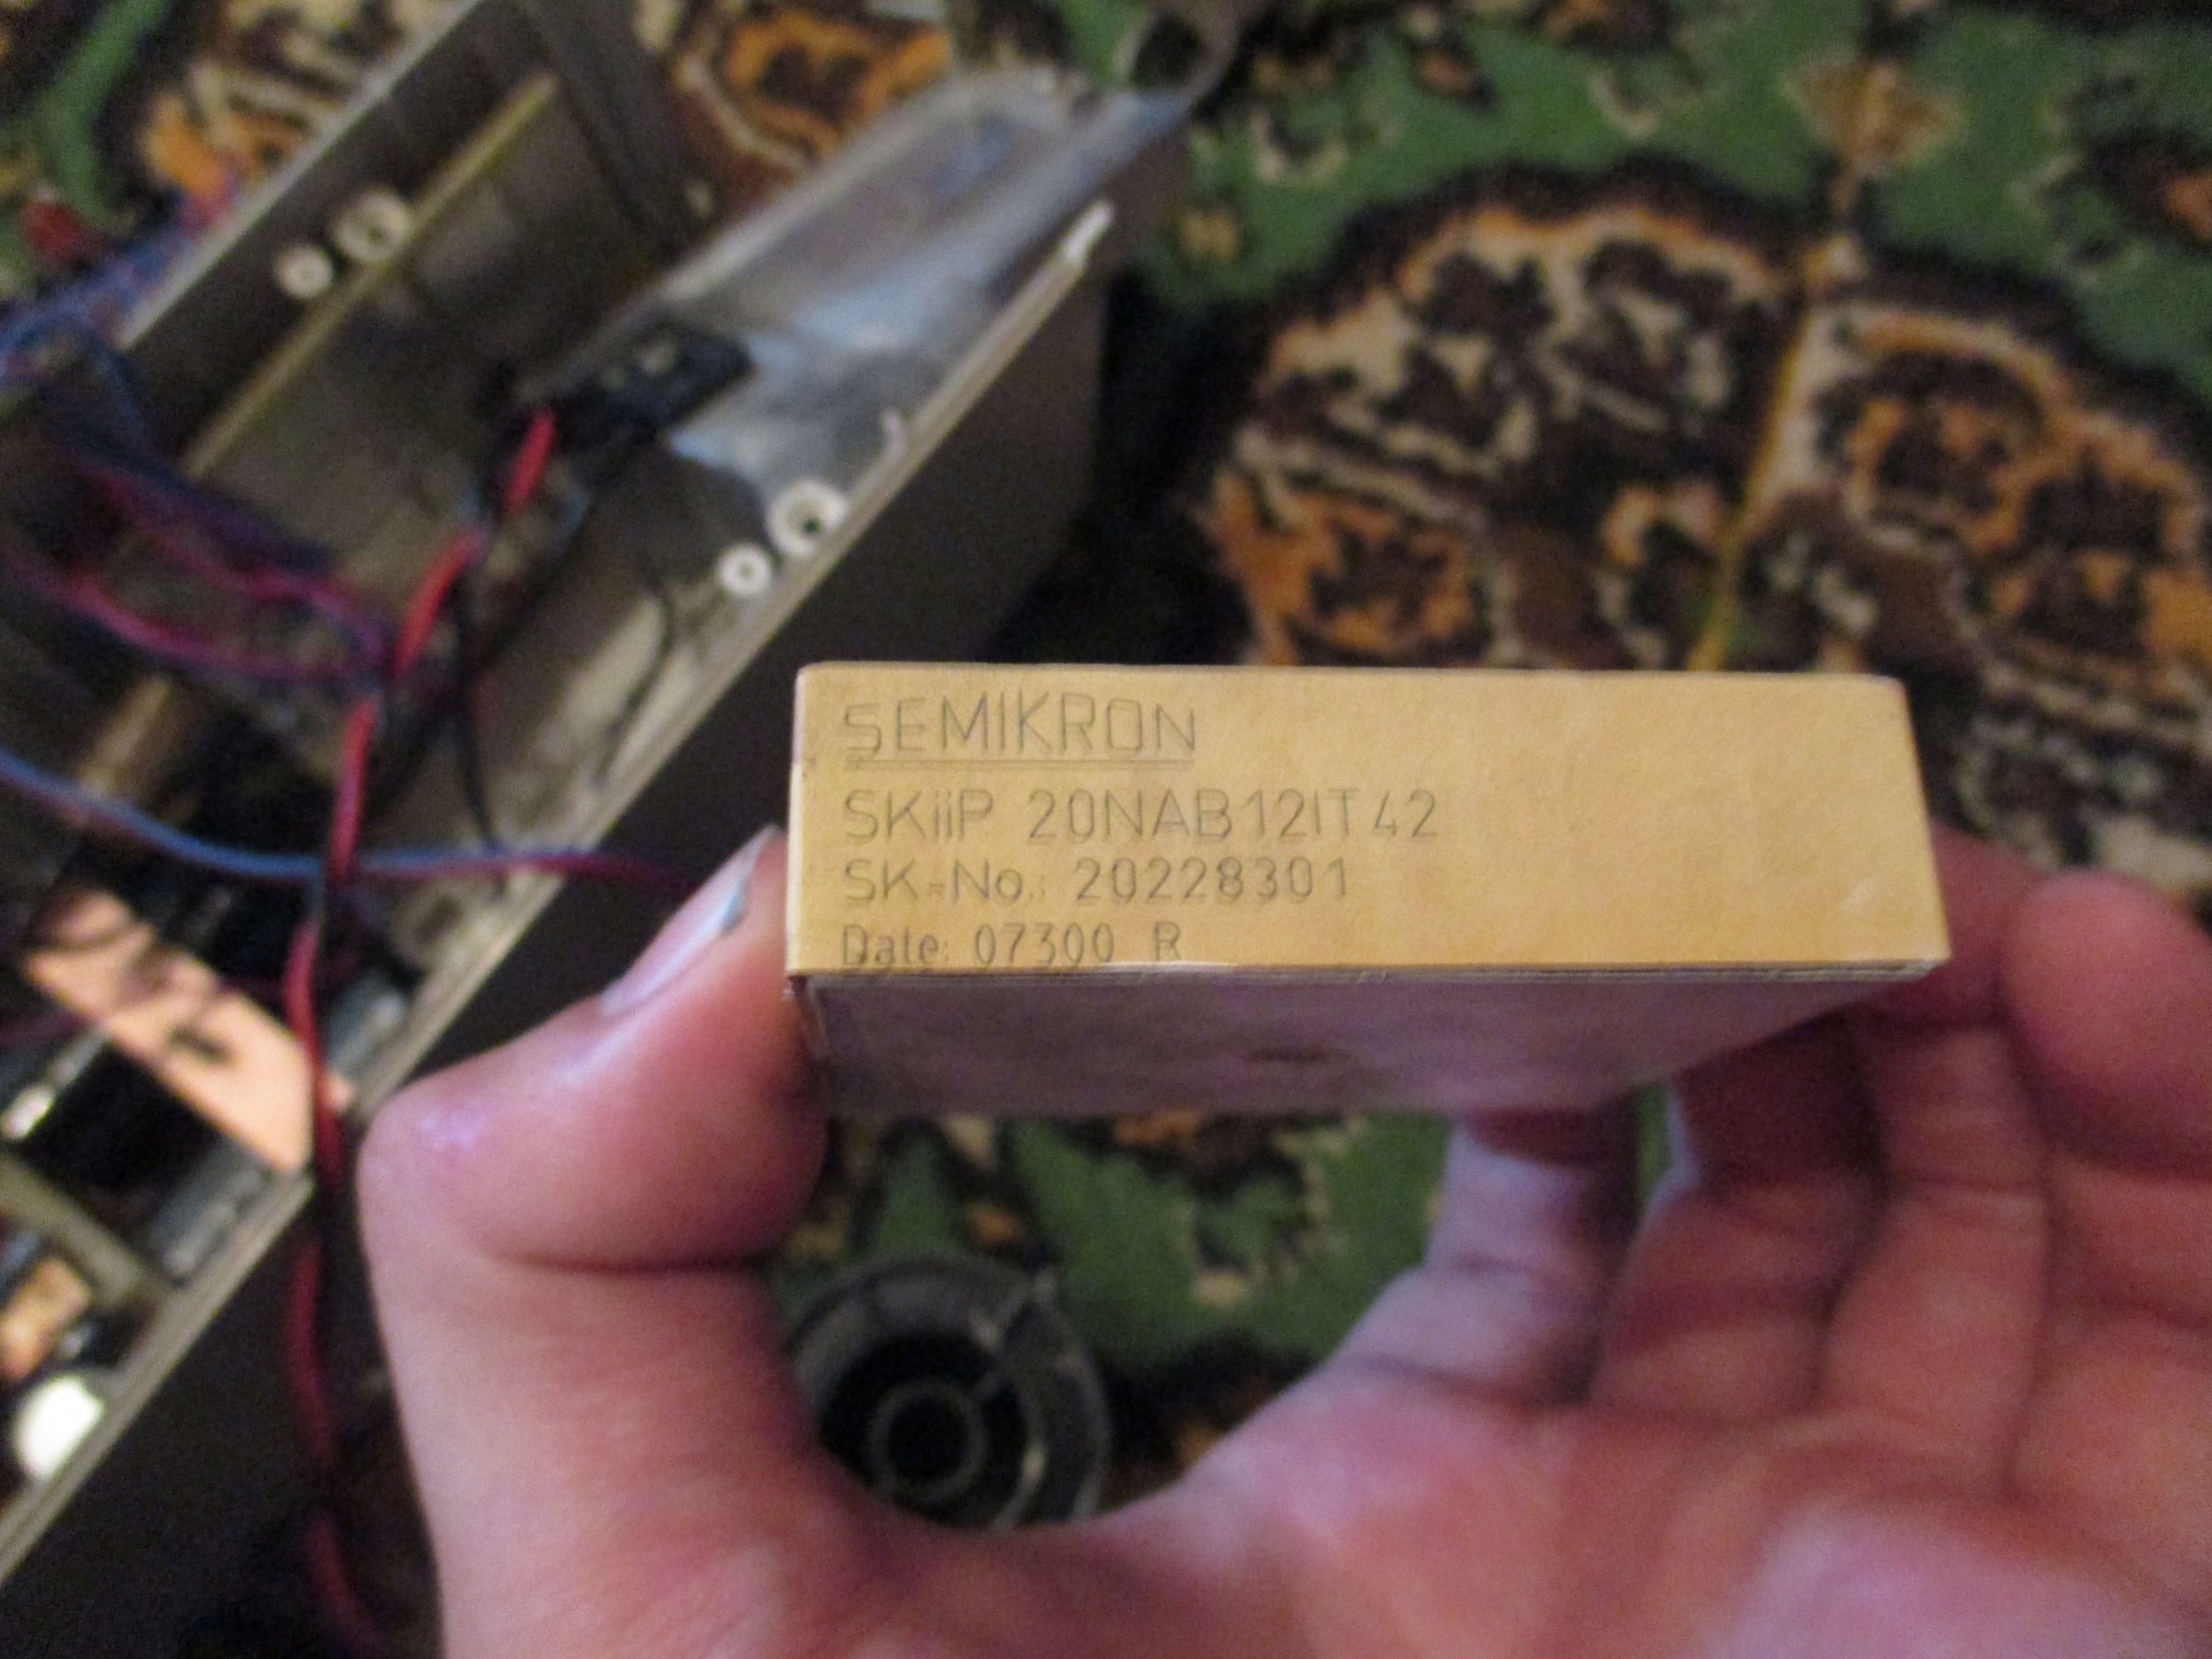 SEMIKRON
SKiiP 20NAB12IT42
SK-No.: 20228301
Date: 07300 R